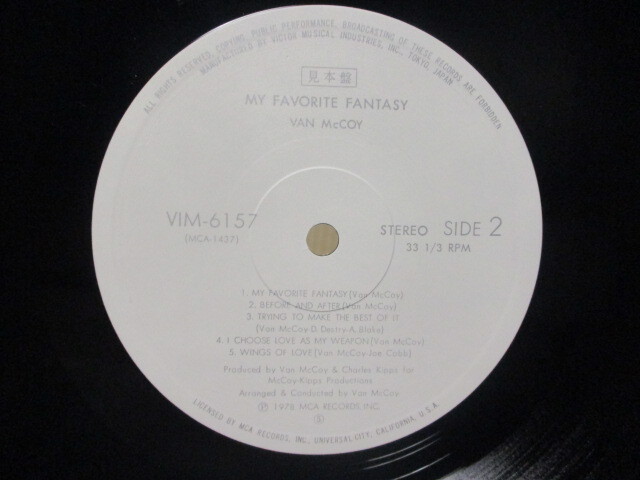 ALL RIGHTS RESERVED. COPYING, PUBLIC PERFORMANCE, BROADCASTING OF THESE RECORDS ARE FORBIDDEN
MANUFACTURED BY VICTOR MUSICAL INDUSTRIES, INC., TOKYO, JAPAN
見本盤
MY FAVORITE FANTASY
VAN McCOY
VIM-6157
(MCA-1427)
STEREO SIDE 2
33 1/3 RPM
1. MY FAVORITE FANTASY(Van McCoy)
2. BEFORE AND AFTER(Van McCoy)
3. TRYING TO MAKE THE BEST OF IT
(Van McCoy-D. Destry-A. Blake)
4. I CHOOSE LOVE AS MY WEAPON(Van McCoy)
5. WINGS OF LOVE(Van McCoy-Joe Cobb)
Produced by Van McCoy & Charles Kipps for
McCoy-Kipps Productions
Arranged & Conducted by Van McCoy
Ⓟ 1978 MCA RECORDS INC.
LICENSED BY MCA RECORDS, INC., UNIVERSAL CITY, CALIFORNIA, U.S.A.